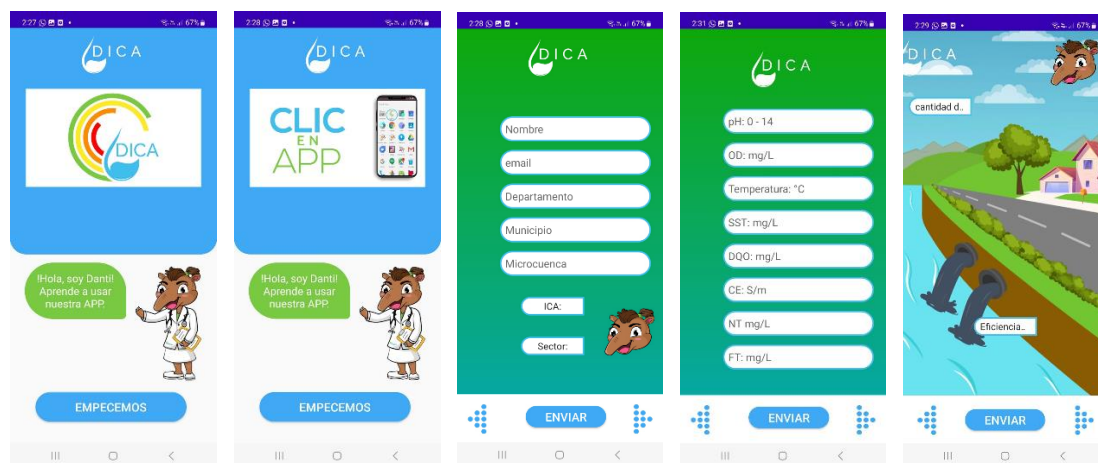 2:27
67%
DICA
DICA
!Hola, soy Danti!
Aprende a usar
nuestra APP.
EMPECEMOS
2:28
67%
DICA
CLIC
EN
APP
!Hola, soy Danti!
Aprende a usar
nuestra APP.
EMPECEMOS
2:28
67%
DICA
Nombre
email
Departamento
Municipio
Microcuenca
ICA:
Sector:
ENVIAR
2:31
67%
DICA
pH: 0 - 14
OD: mg/L
Temperatura: °C
SST: mg/L
DQO: mg/L
CE: S/m
NT mg/L
FT: mg/L
ENVIAR
2:29
67%
DICA
cantidad d..
Eficiencia..
ENVIAR